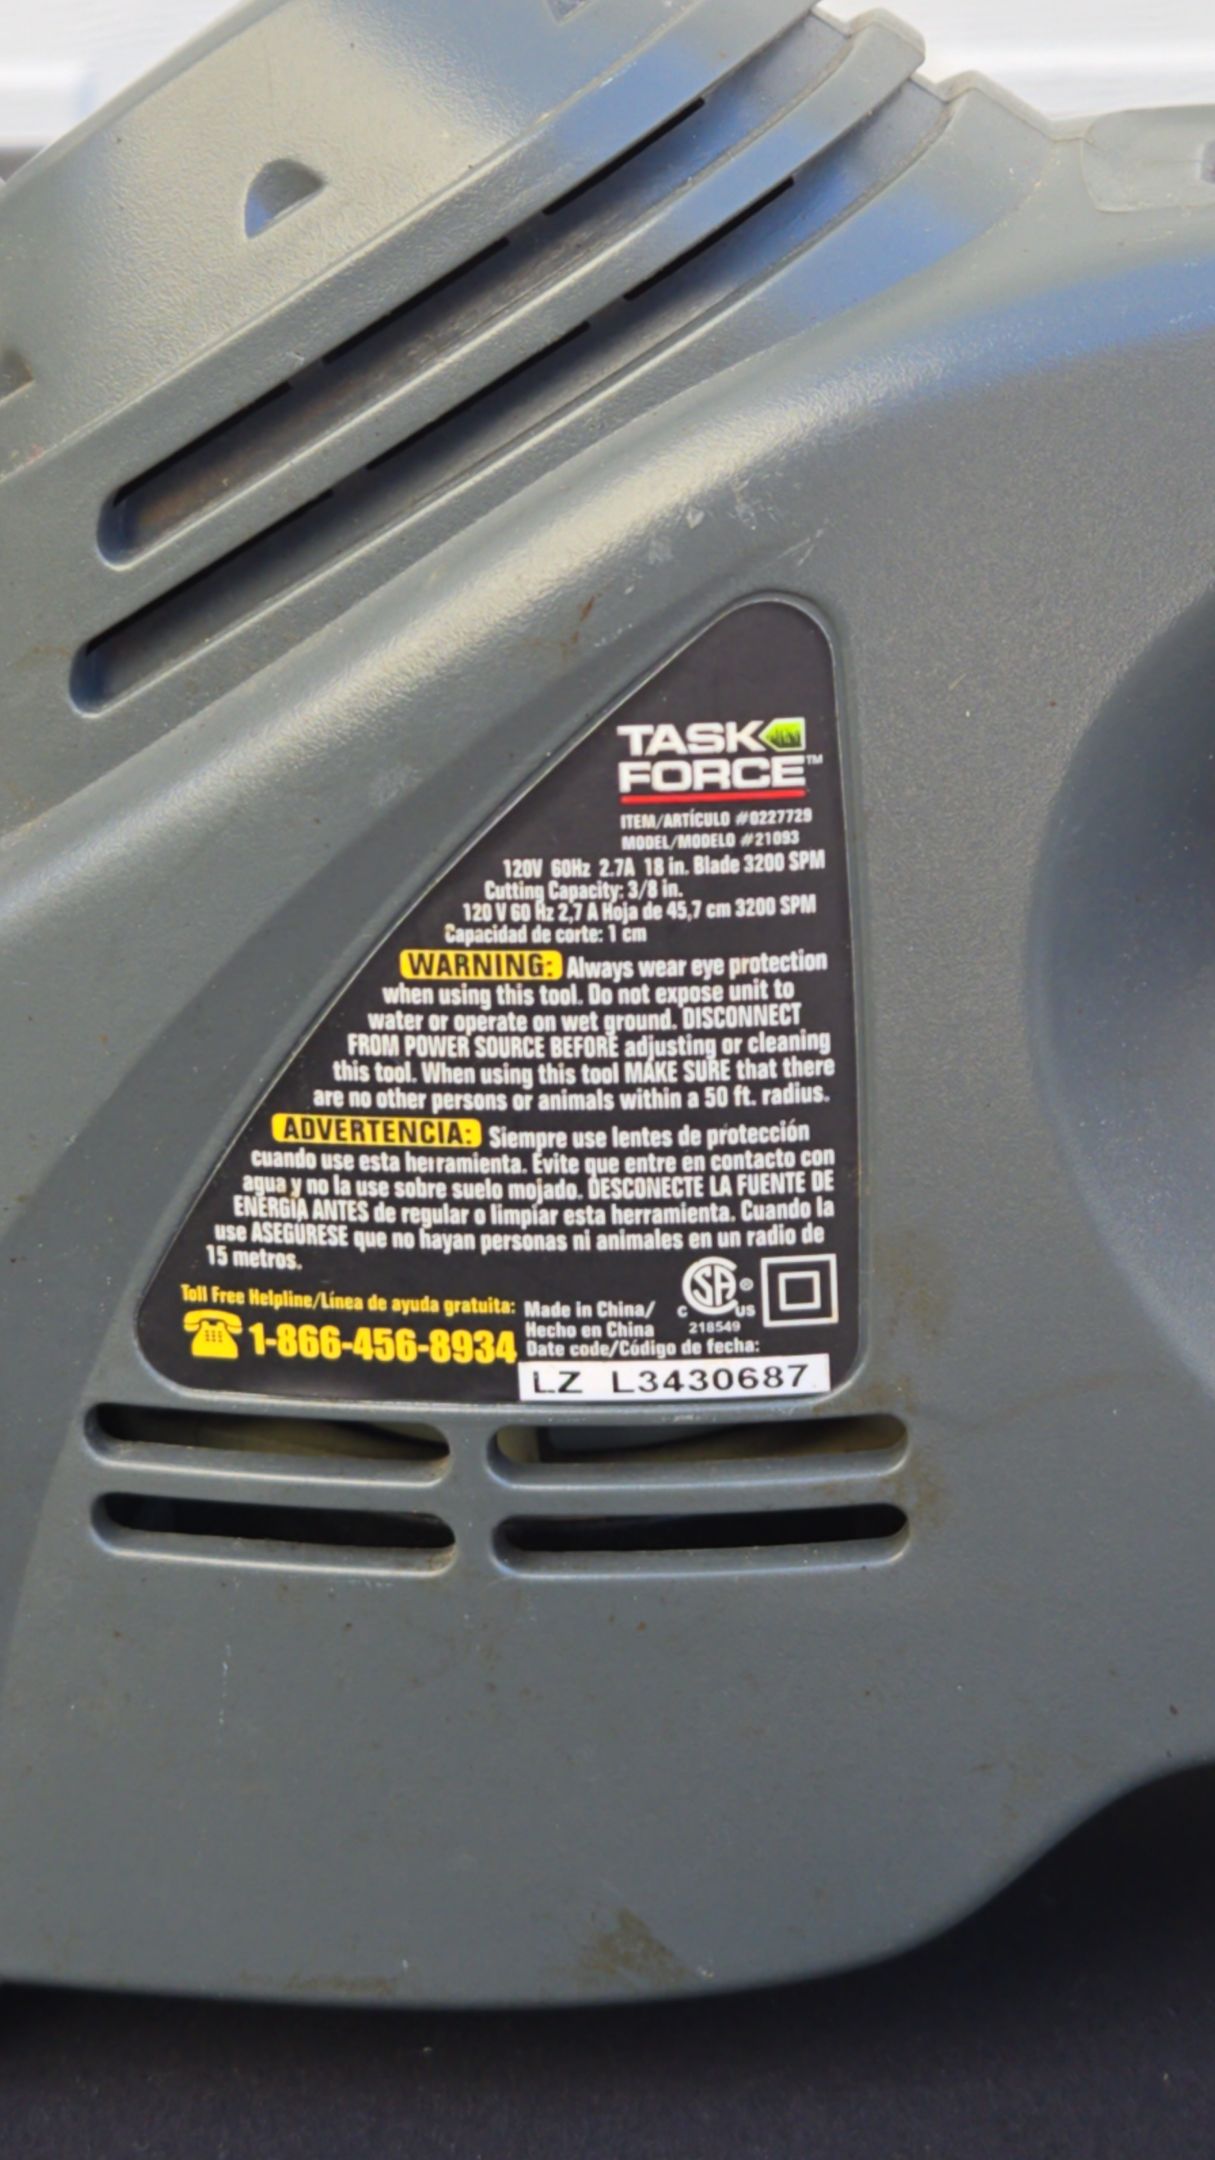 TASK
FORCE™
ITEM/ARTÍCULO #0227729
MODEL/MODELO #21093
120V 60Hz 2.7A 18 in. Blade 3200 SPM
Cutting Capacity: 3/8 in.
120 V 60 Hz 2,7 A Hoja de 45,7 cm 3200 SPM
Capacidad de corte: 1 cm
WARNING: Always wear eye protection
when using this tool. Do not expose unit to
water or operate on wet ground. DISCONNECT
FROM POWER SOURCE BEFORE adjusting or cleaning
this tool. When using this tool MAKE SURE that there
are no other persons or animals within a 50 ft. radius.
ADVERTENCIA: Siempre use lentes de protección
cuando use esta herramienta. Evite que entre en contacto con
agua y no la use sobre suelo mojado. DESCONECTE LA FUENTE DE
ENERGÍA ANTES de regular o limpiar esta herramienta. Cuando la
use ASEGÚRESE que no hayan personas ni animales en un radio de
15 metros.
Toll Free Helpline/Línea de ayuda gratuita:
1-866-456-8934
Made in China/
Hecho en China
Date code/Código de fecha:
LZ L3430687
C SA ® US
218549